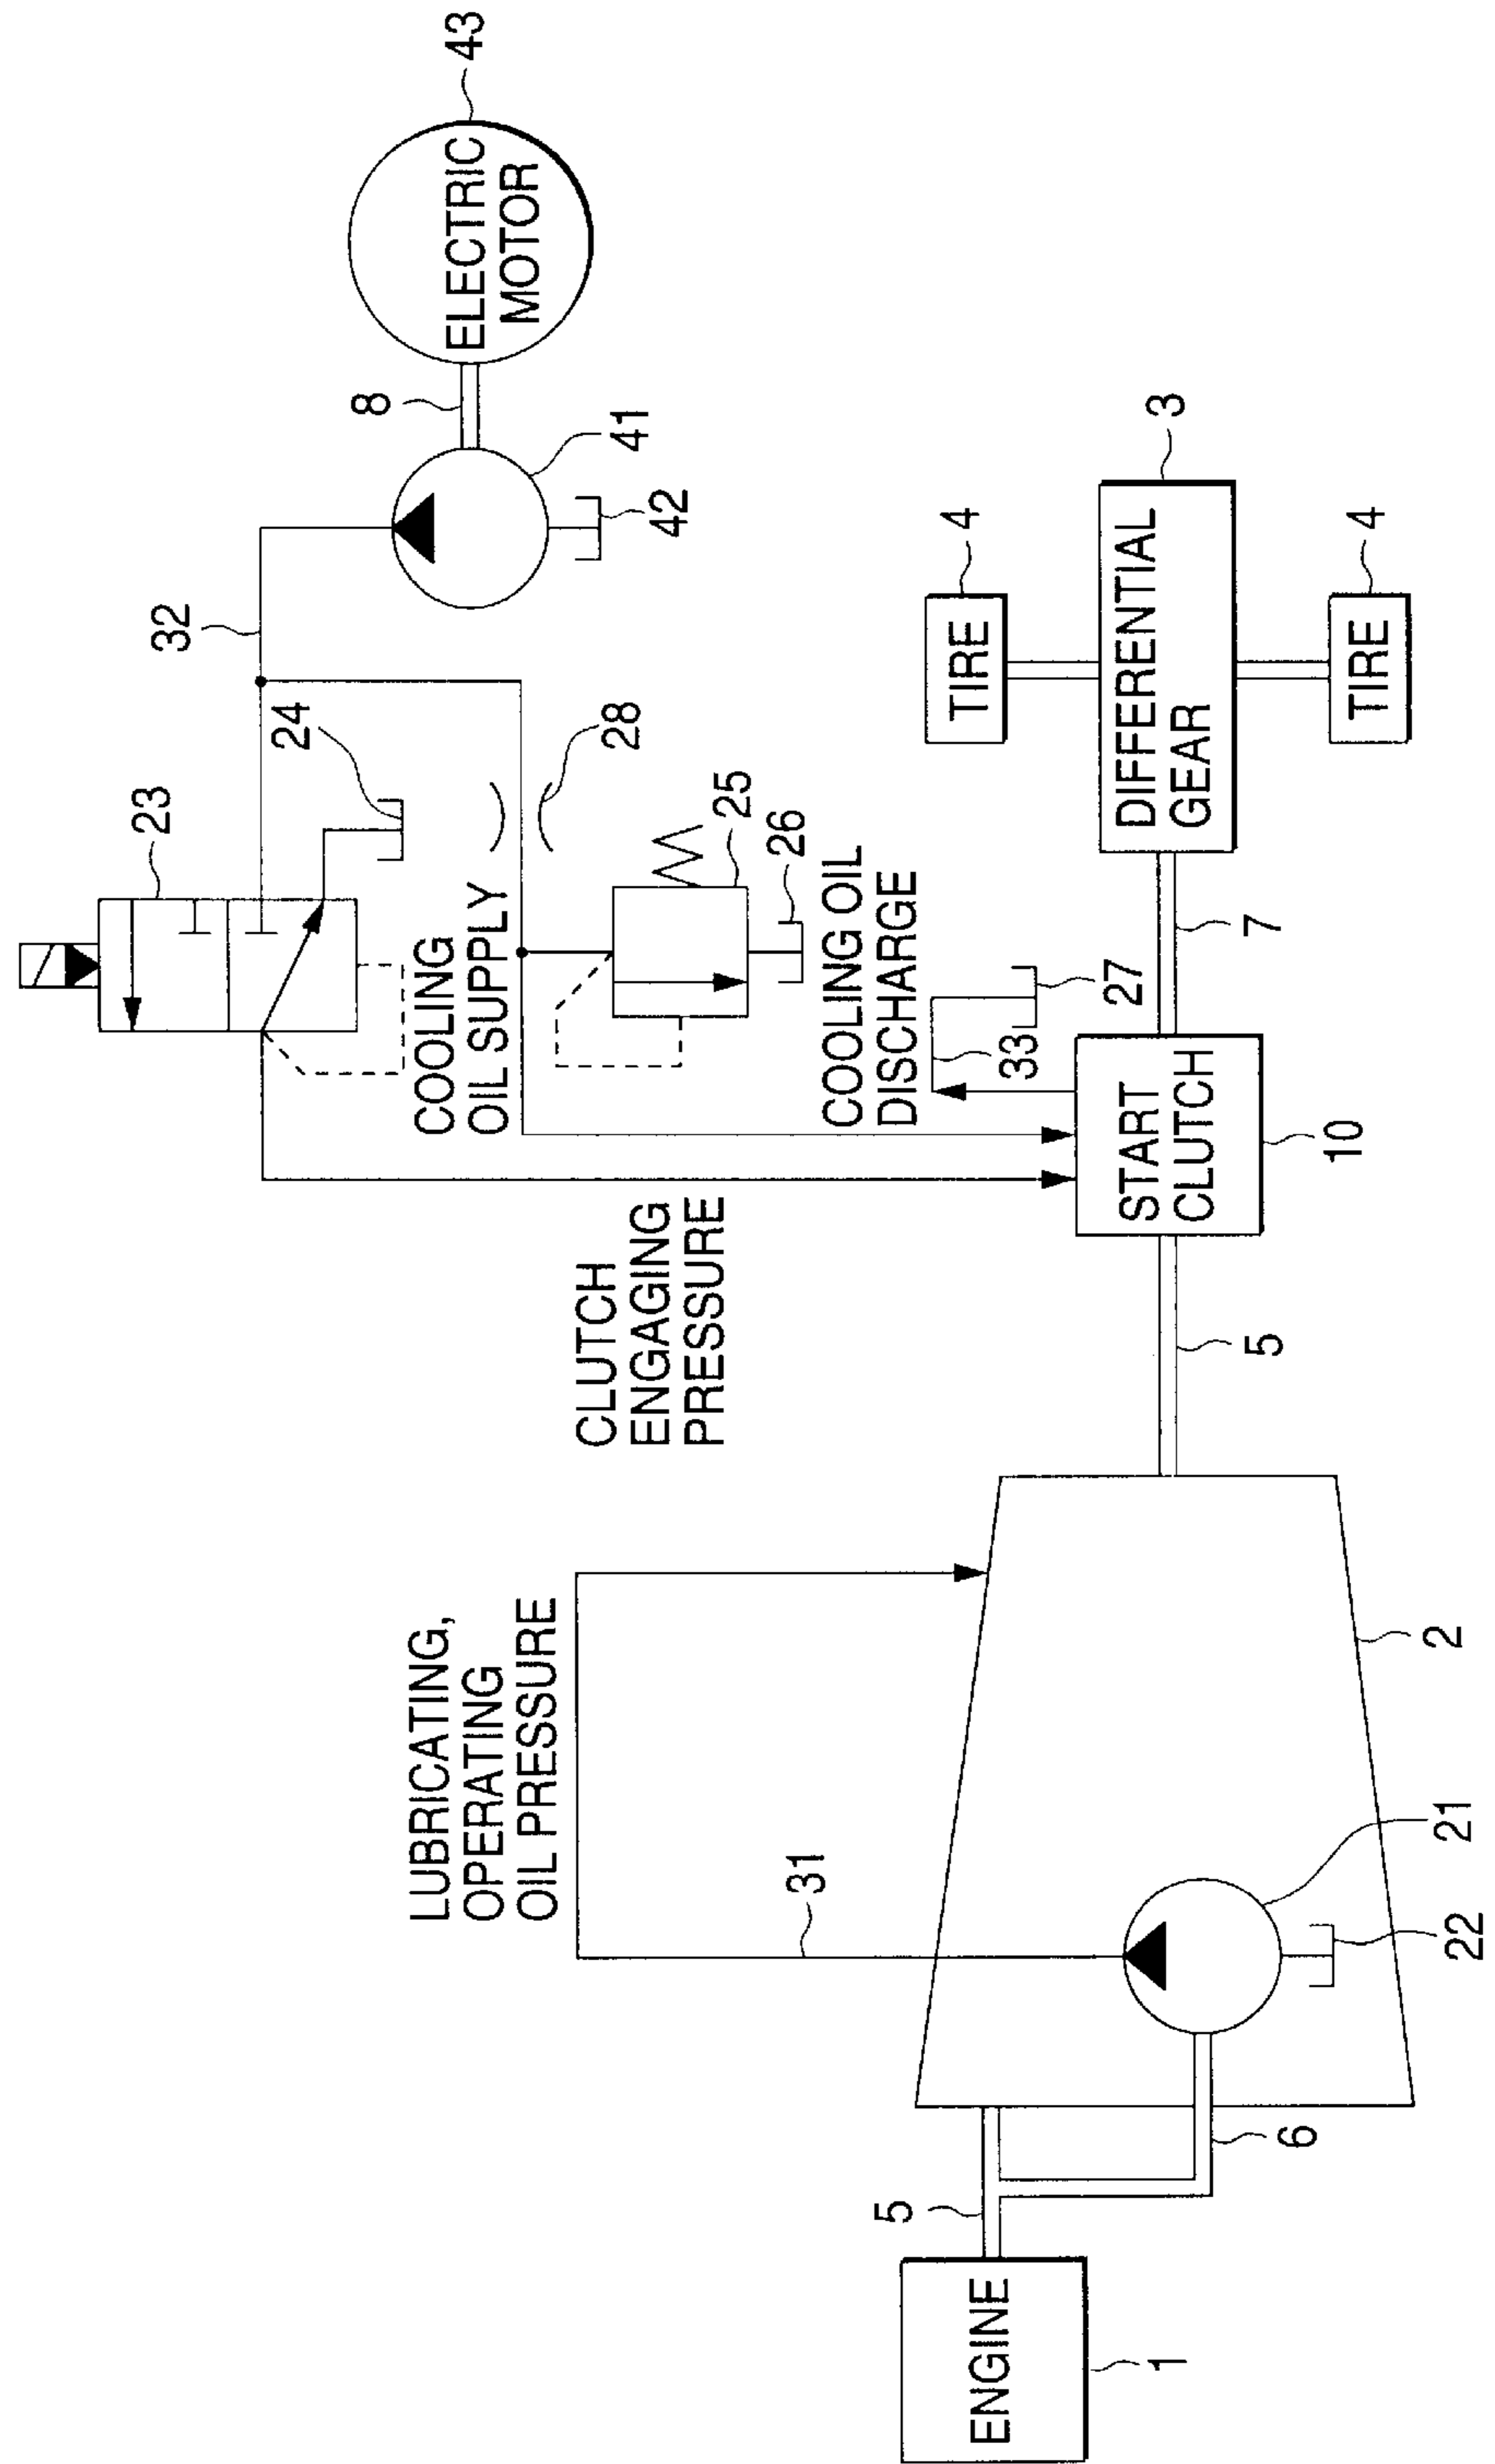 43
ELECTRIC
MOTOR
8
41
42
32
24
28
23
25
26
COOLING
OIL SUPPLY
COOLING OIL
DISCHARGE
33
27
3
4
TIRE
DIFFERENTIAL
GEAR
4
TIRE
7
START
CLUTCH
10
CLUTCH
ENGAGING
PRESSURE
5
LUBRICATING,
OPERATING
OIL PRESSURE
31
2
21
22
6
5
ENGINE
1